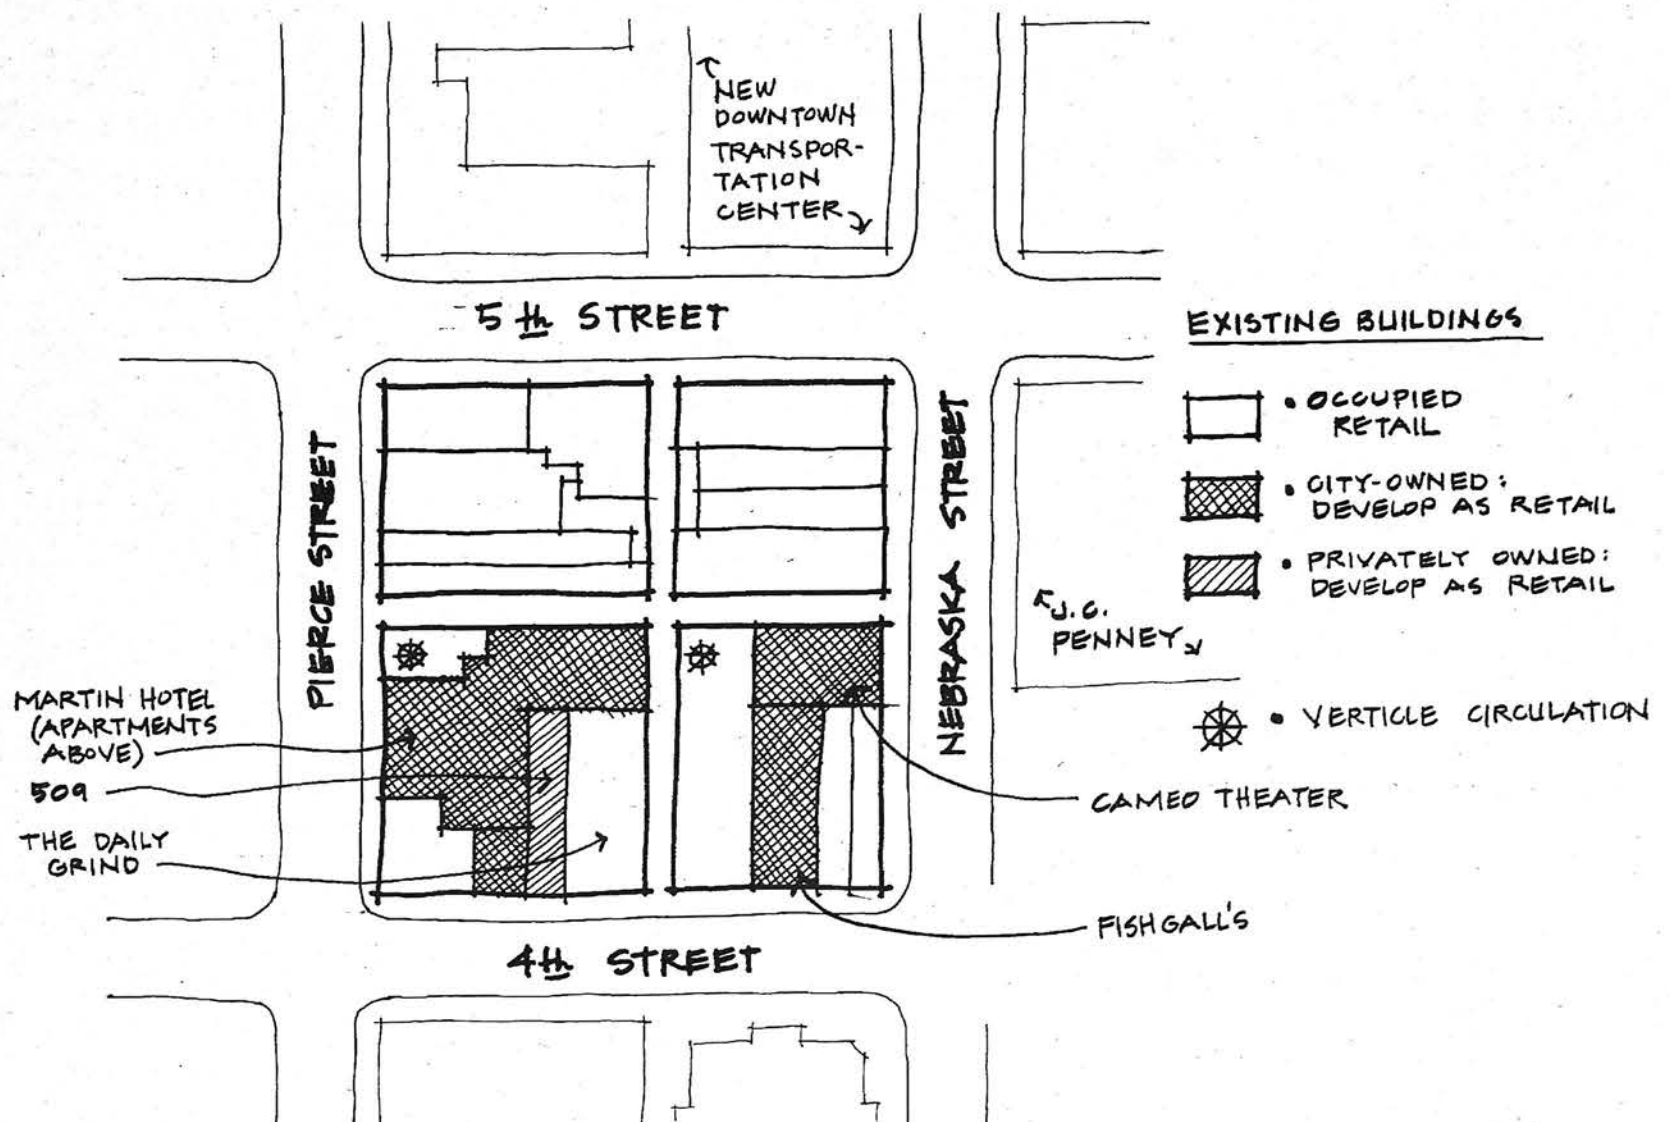 NEW
DOWNTOWN
TRANSPOR-
TATION
CENTER
5th STREET
EXISTING BUILDINGS
• OCCUPIED
RETAIL
• CITY-OWNED:
DEVELOP AS RETAIL
• PRIVATELY OWNED:
DEVELOP AS RETAIL
PIERCE STREET
NEBRASKA STREET
J.C.
PENNEY
MARTIN HOTEL
(APARTMENTS
ABOVE)
509
THE DAILY
GRIND
• VERTICLE CIRCULATION
CAMEO THEATER
FISHGALL'S
4th STREET